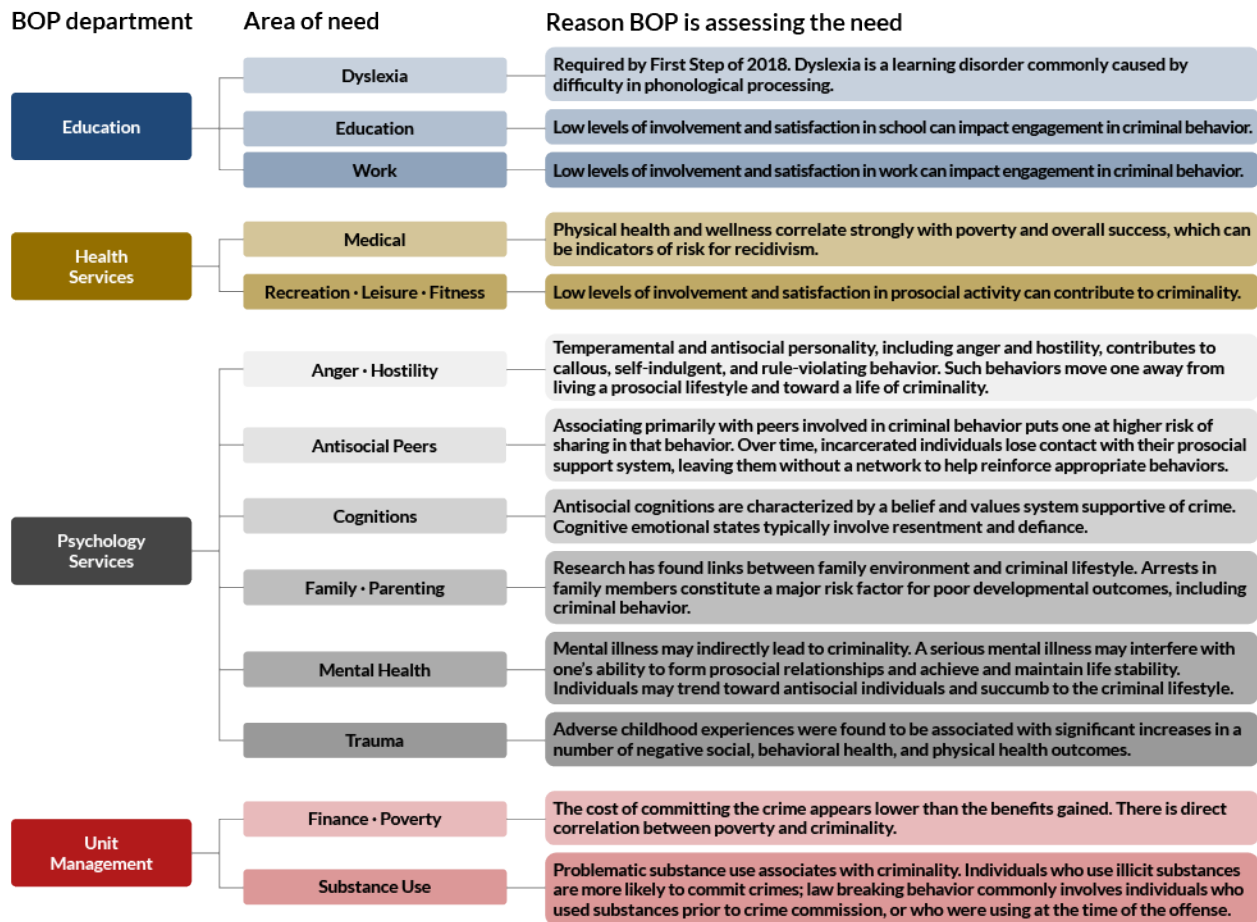 BOP department
Area of need
Reason BOP is assessing the need
Education
Dyslexia
Required by First Step of 2018. Dyslexia is a learning disorder commonly caused by
difficulty in phonological processing.
Education
Low levels of involvement and satisfaction in school can impact engagement in criminal behavior.
Work
Low levels of involvement and satisfaction in work can impact engagement in criminal behavior.
Health
Services
Medical
Physical health and wellness correlate strongly with poverty and overall success, which can
be indicators of risk for recidivism.
Recreation · Leisure · Fitness
Low levels of involvement and satisfaction in prosocial activity can contribute to criminality.
Psychology
Services
Anger · Hostility
Temperamental and antisocial personality, including anger and hostility, contributes to
callous, self-indulgent, and rule-violating behavior. Such behaviors move one away from
living a prosocial lifestyle and toward a life of criminality.
Antisocial Peers
Associating primarily with peers involved in criminal behavior puts one at higher risk of
sharing in that behavior. Over time, incarcerated individuals lose contact with their prosocial
support system, leaving them without a network to help reinforce appropriate behaviors.
Cognitions
Antisocial cognitions are characterized by a belief and values system supportive of crime.
Cognitive emotional states typically involve resentment and defiance.
Family · Parenting
Research has found links between family environment and criminal lifestyle. Arrests in
family members constitute a major risk factor for poor developmental outcomes, including
criminal behavior.
Mental Health
Mental illness may indirectly lead to criminality. A serious mental illness may interfere with
one's ability to form prosocial relationships and achieve and maintain life stability.
Individuals may trend toward antisocial individuals and succumb to the criminal lifestyle.
Trauma
Adverse childhood experiences were found to be associated with significant increases in a
number of negative social, behavioral health, and physical health outcomes.
Unit
Management
Finance · Poverty
The cost of committing the crime appears lower than the benefits gained. There is direct
correlation between poverty and criminality.
Substance Use
Problematic substance use associates with criminality. Individuals who use illicit substances
are more likely to commit crimes; law breaking behavior commonly involves individuals who
used substances prior to crime commission, or who were using at the time of the offense.